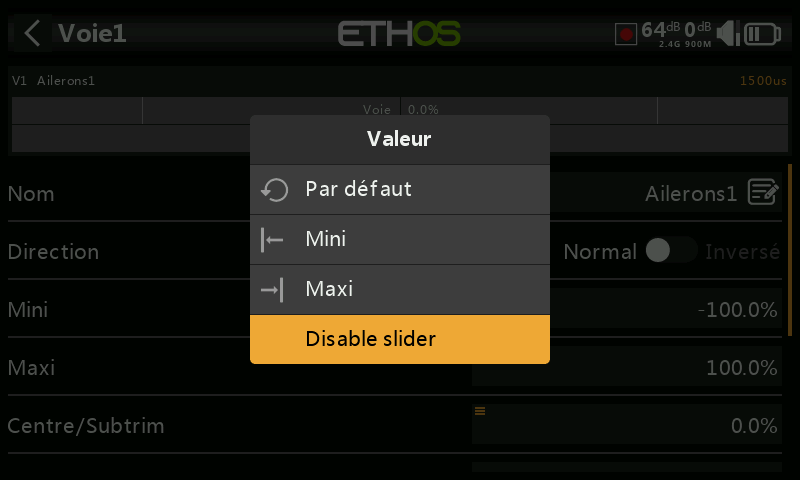 Voie1
ETHOS
64dB 0dB
2.4G 900M
V1 Ailerons1
1500us
Voie 0.0%
Valeur
Par défaut
Mini
Maxi
Disable slider
Nom
Ailerons1
Direction
Normal
Inversé
Mini
-100.0%
Maxi
100.0%
Centre/Subtrim
0.0%